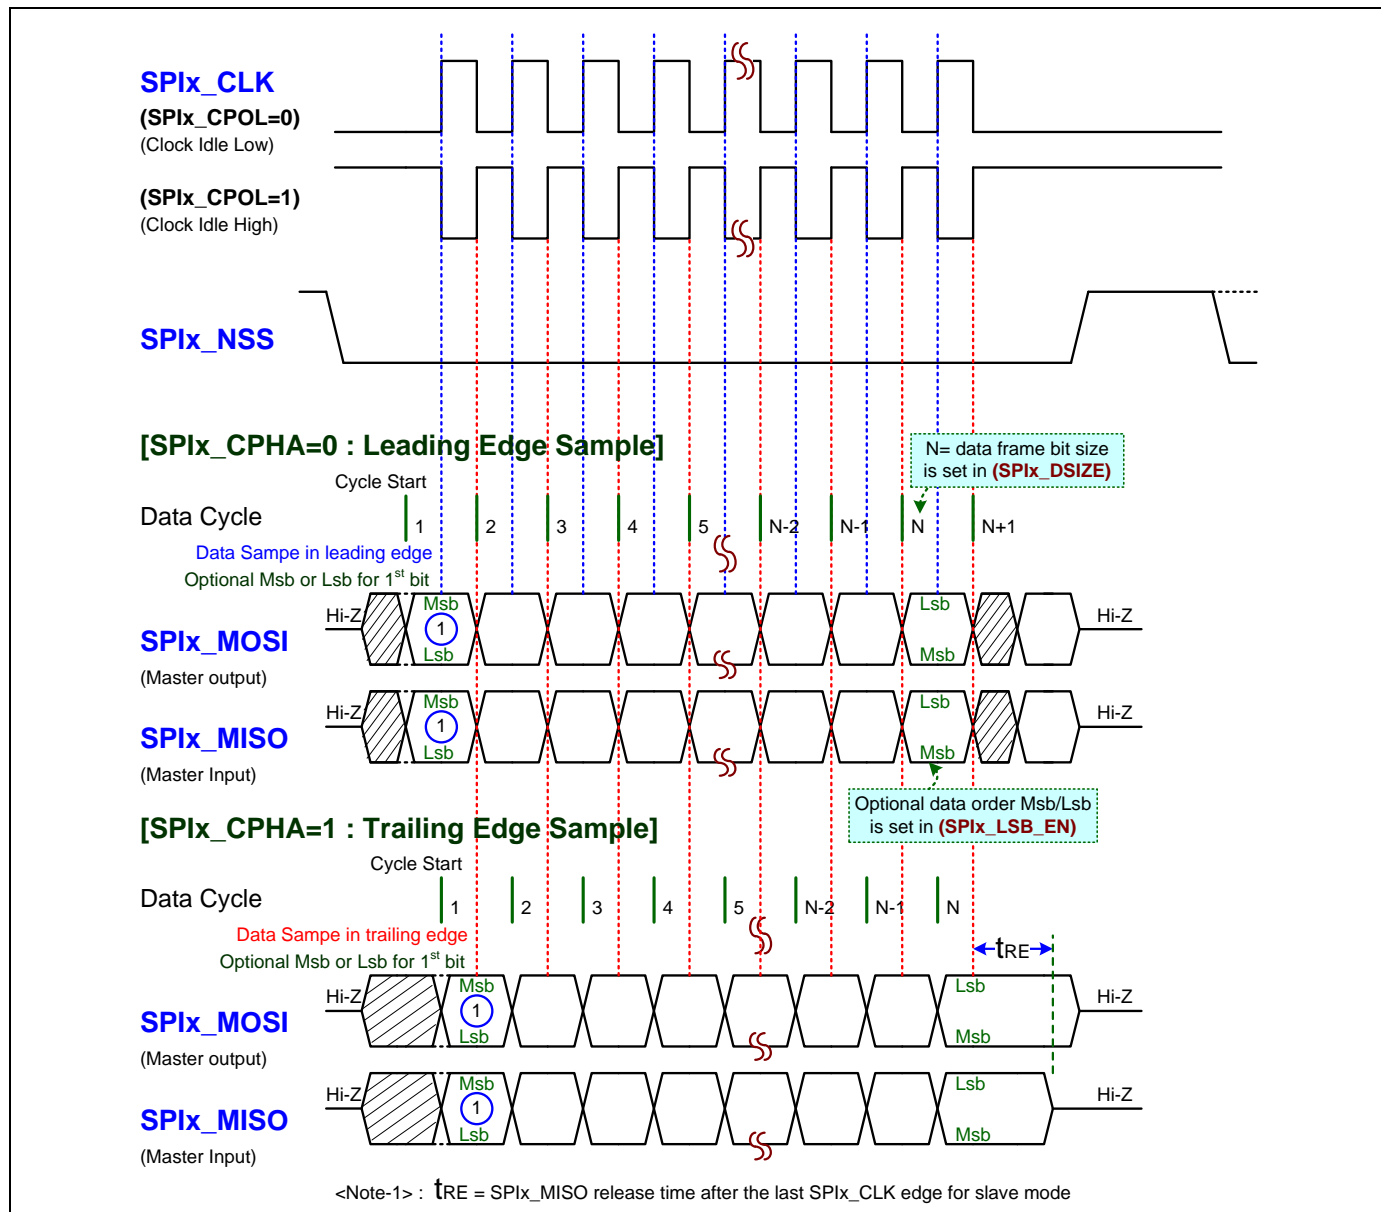 SPIx_CLK
(SPIx_CPOL=0)
(Clock Idle Low)
(SPIx_CPOL=1)
(Clock Idle High)
SPIx_NSS
[SPIx_CPHA=0 : Leading Edge Sample]
N= data frame bit size
is set in (SPIx_DSIZE)
Cycle Start
Data Cycle
1 2 3 4 5 N-2 N-1 N N+1
Data Sampe in leading edge
Optional Msb or Lsb for 1st bit
Hi-Z Msb Lsb Hi-Z
SPIx_MOSI 1
Lsb Msb
(Master output)
Hi-Z Msb Lsb Hi-Z
SPIx_MISO 1
Lsb Msb
(Master Input)
Optional data order Msb/Lsb
is set in (SPIx_LSB_EN)
[SPIx_CPHA=1 : Trailing Edge Sample]
Cycle Start
Data Cycle
1 2 3 4 5 N-2 N-1 N
Data Sampe in trailing edge
tRE
Optional Msb or Lsb for 1st bit
Hi-Z Msb Lsb Hi-Z
SPIx_MOSI 1
Lsb Msb
(Master output)
Hi-Z Msb Lsb Hi-Z
SPIx_MISO 1
Lsb Msb
(Master Input)
<Note-1> : tRE = SPIx_MISO release time after the last SPIx_CLK edge for slave mode